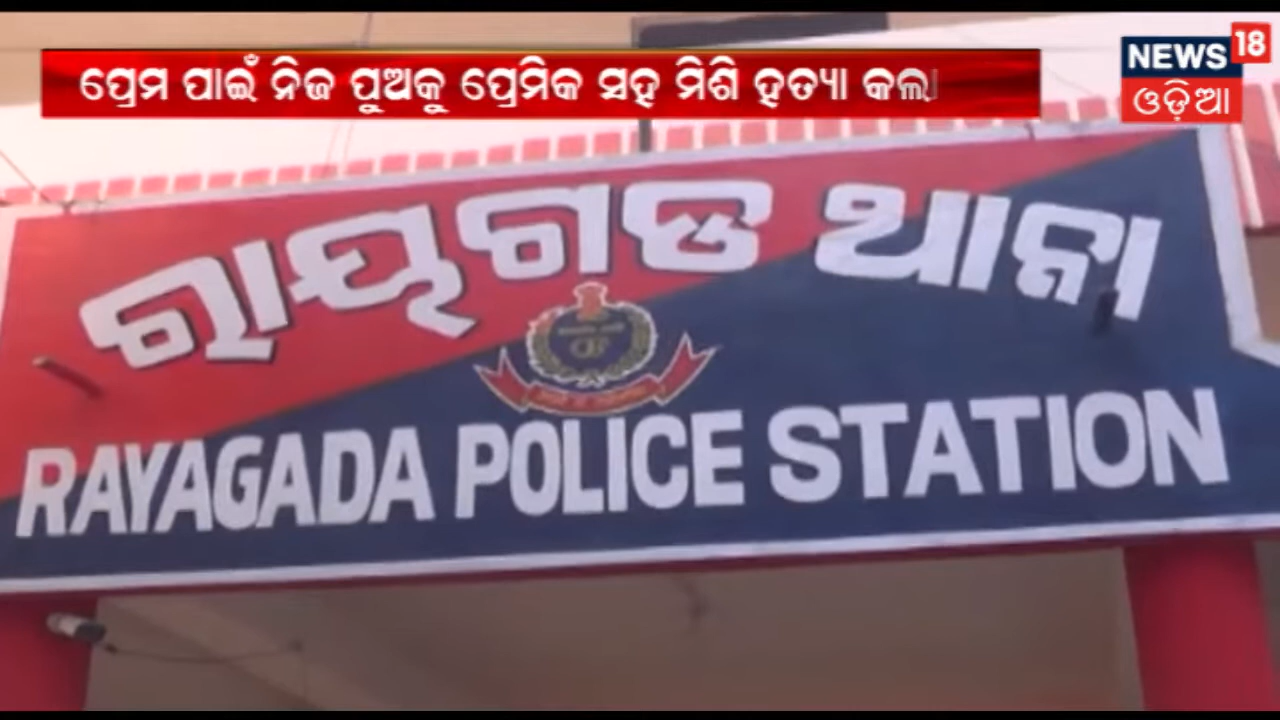 ପ୍ରେମ ପାଇଁ ନିଜ ପୁଅକୁ ପ୍ରେମିକ ସହ ମିଶି ହତ୍ୟା କଲା
NEWS 18
ଓଡ଼ିଆ
ରାୟଗଡ ଥାନା
RAYAGADA POLICE STATION